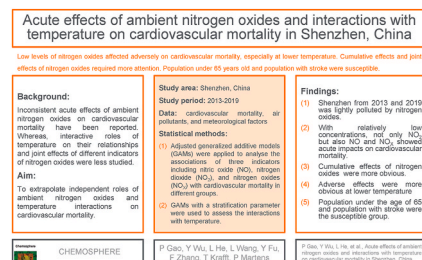 Acute effects of ambient nitrogen oxides and interactions with
temperature on cardiovascular mortality in Shenzhen, China
Low levels of nitrogen oxides affected adversely on cardiovascular mortality, especially at lower temperature. Cumulative effects and joint
effects of nitrogen oxides required more attention. Population under 65 years old and population with stroke were susceptible.
Background:
Inconsistent acute effects of ambient
nitrogen oxides on cardiovascular
mortality have been reported.
Whereas, interactive roles of
temperature on their relationships
and joint effects of different indicators
of nitrogen oxides were less studied.
Aim:
To extrapolate independent roles of
ambient nitrogen oxides and
temperature interactions on
cardiovascular mortality.
Study area: Shenzhen, China
Study period: 2013-2019
Data: cardiovascular mortality, air
pollutants, and meteorological factors
Statistical methods:
(1) Adjusted generalized additive models
(GAMs) were applied to analyse the
associations of three indicators
including nitric oxide (NO), nitrogen
dioxide (NO₂), and nitrogen oxides
(NOₓ) with cardiovascular mortality in
different groups.
(2) GAMs with a stratification parameter
were used to assess the interactions
with temperature.
Findings:
(1) Shenzhen from 2013 and 2019
was lightly polluted by nitrogen
oxides.
(2) With relatively low
concentrations, not only NO₂
but also NO and NOₓ showed
acute impacts on cardiovascular
mortality.
(3) Cumulative effects of nitrogen
oxides were more obvious.
(4) Adverse effects were more
obvious at lower temperature
(5) Population under the age of 65
and population with stroke were
the susceptible group.
Chemosphere
CHEMOSPHERE
P Gao, Y Wu, L He, L Wang, Y Fu,
F Zhang, T Krafft, P Martens
P Gao, Y Wu, L He, et al., Acute effects of ambient
nitrogen oxides and interactions with temperature
on cardiovascular mortality in Shenzhen, China